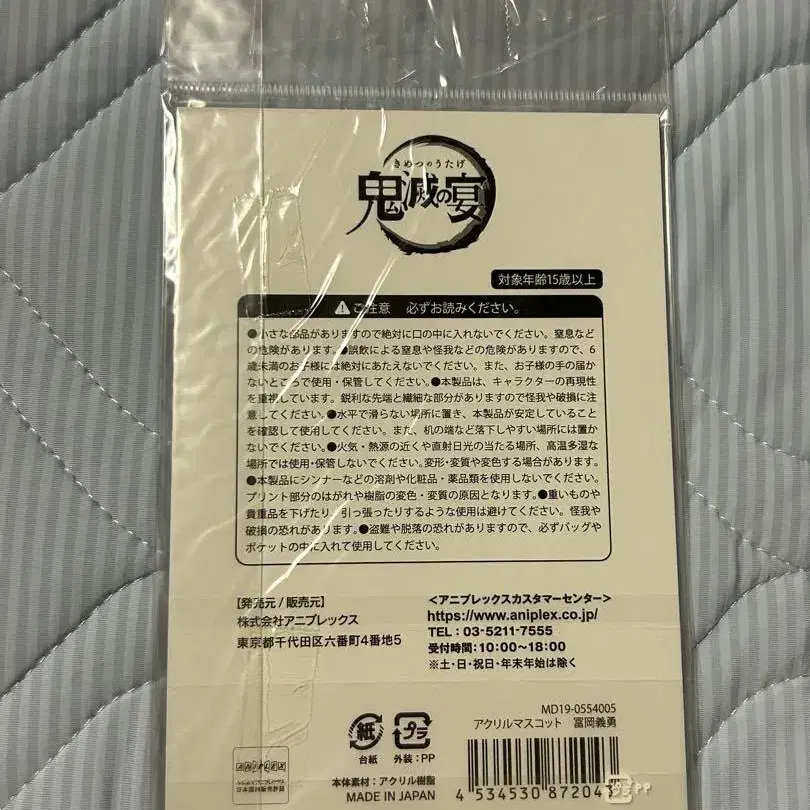 きめつのうたげ
鬼滅の宴
対象年齢15歳以上
ご注意 必ずお読みください。
●小さな部品がありますので絶対に口の中に入れないでください。窒息など
の危険があります。●誤飲による窒息や怪我などの危険がありますので、6
歳未満のお子様には絶対にあたえないでください。また、お子様の手の届か
ないところで使用・保管してください。●本製品は、キャラクターの再現性
を重視しています。鋭利な先端と繊細な部分がありますので怪我や破損に注
意してください。●水平で滑らない場所に置き、本製品が安定していること
を確認して使用してください。また、机の端など落下しやすい場所には置か
ないでください。●火気・熱源の近くや直射日光の当たる場所、高温多湿な
場所では使用・保管しないでください。変形・変質や変色する場合があります。
●本製品にシンナーなどの溶剤や化粧品・薬品類を使用しないでください。
プリント部分のはがれや樹脂の変色・変質の原因となります。●重いものや
貴重品を下げたり、引っ張ったりするような使用は避けてください。怪我や
破損の恐れがあります。●盗難や脱落の恐れがありますので、必ずバッグや
ポケットの中に入れて使用してください。
【発売元/販売元】
株式会社アニプレックス
東京都千代田区六番町4番地5
<アニプレックスカスタマーセンター>
https://www.aniplex.co.jp/
TEL:03-5211-7555
受付時間:10:00~18:00
※土・日・祝日・年末年始は除く
MD19-0554005
アクリルマスコット 冨岡義勇
紙
台紙
プラ
外装:PP
ANIPLEX
日本国内販売許諾
本体素材:アクリル樹脂
MADE IN JAPAN
4 534530 87204
プラ PP